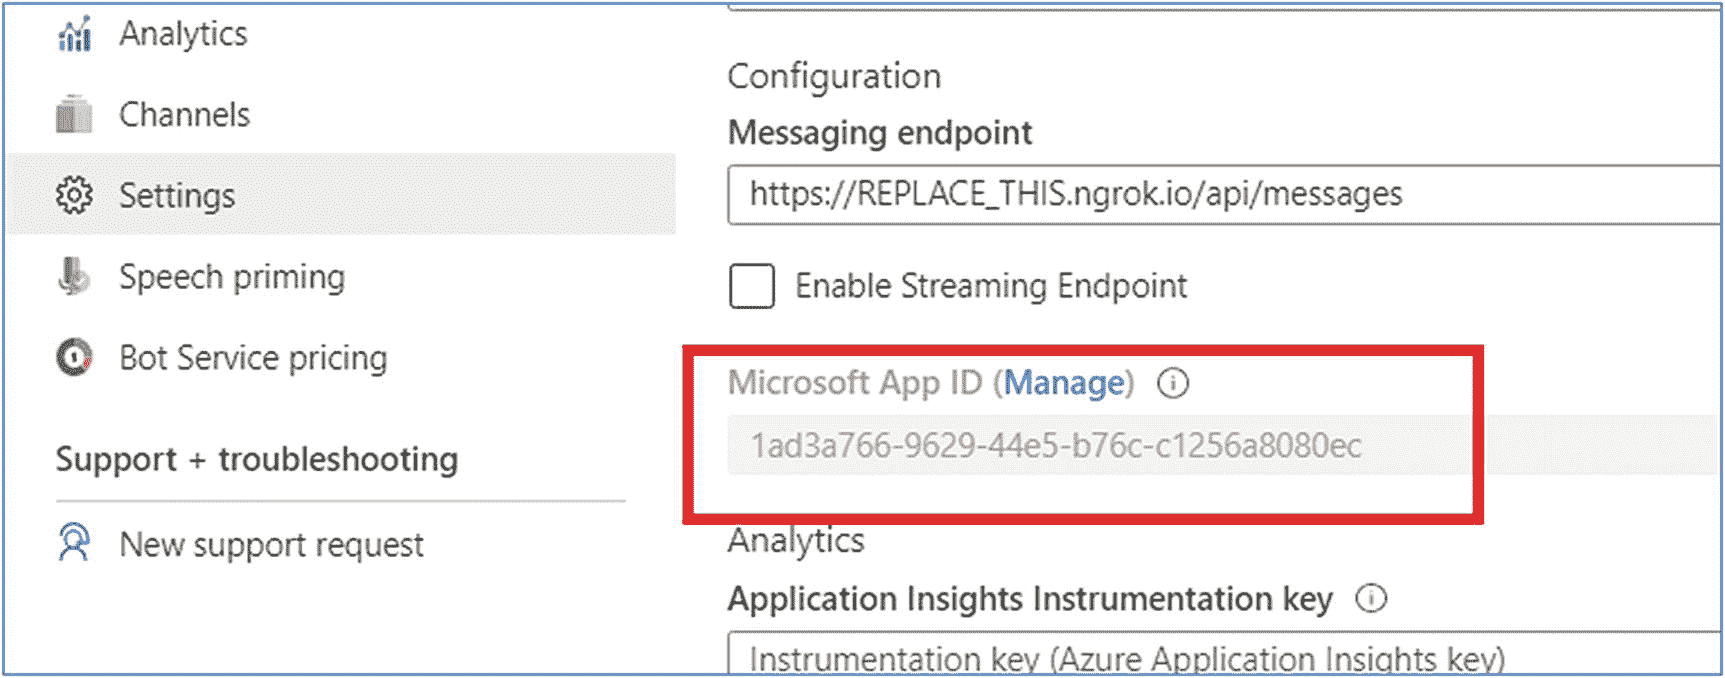 Analytics
Channels
Settings
Speech priming
Bot Service pricing
Support + troubleshooting
New support request
Configuration
Messaging endpoint
https://REPLACE_THIS.ngrok.io/api/messages
Enable Streaming Endpoint
Microsoft App ID (Manage)
1ad3a766-9629-44e5-b76c-c1256a8080ec
Analytics
Application Insights Instrumentation key
Instrumentation key (Azure Application Insights key)